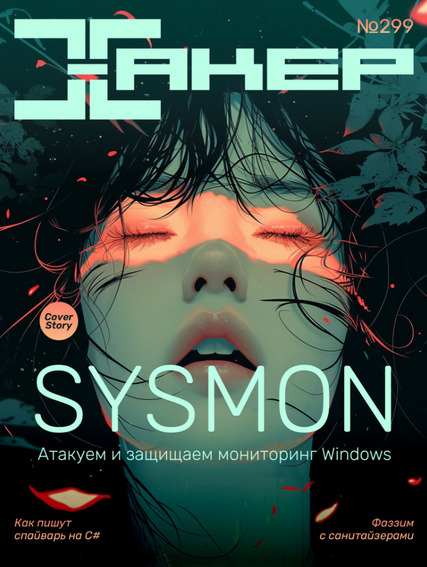 №299
ХАКЕР
Cover
Story
SYSMON
Атакуем и защищаем мониторинг Windows
Как пишут
спайварь на C#
Фаззим
с санитайзерами